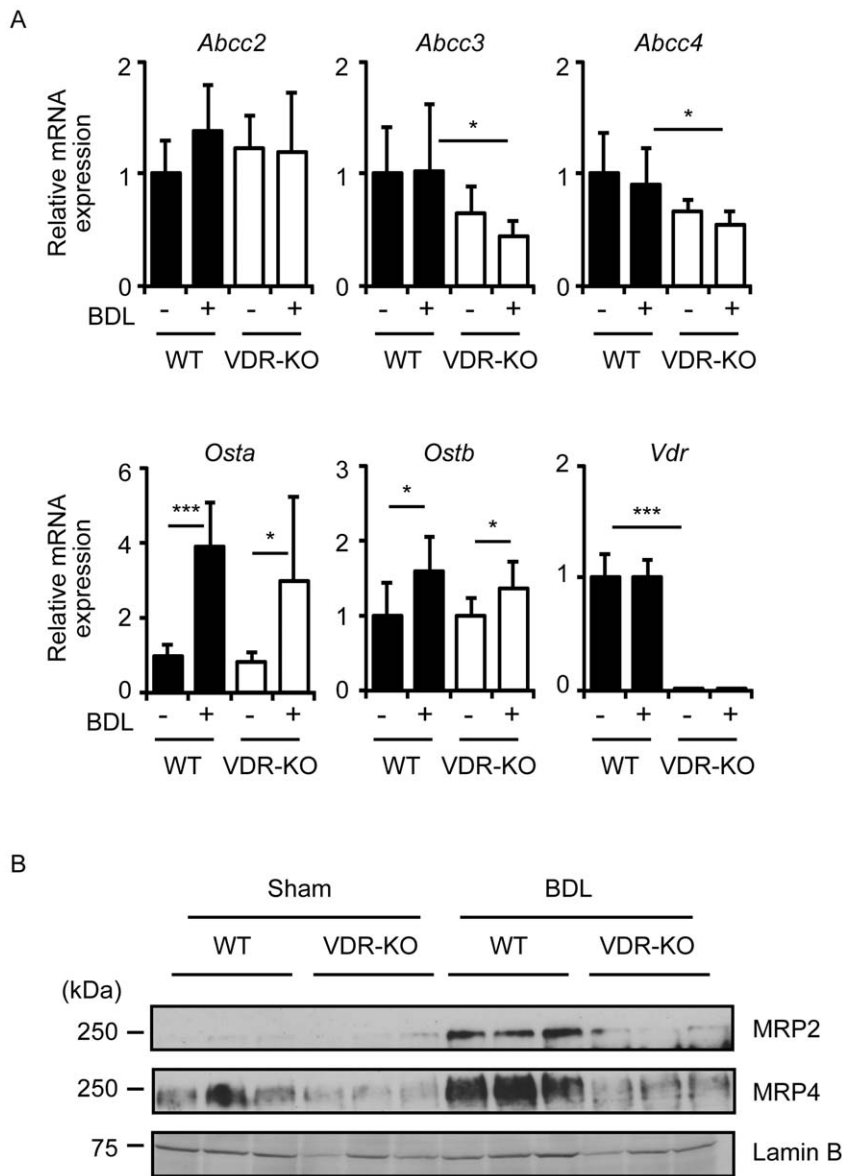 A
Abcc2 Abcc3 Abcc4
Relative mRNA
expression
2 2 2
1 1 1
* *
0 0 0
BDL - + - + - + - + - + - +
WT VDR-KO WT VDR-KO WT VDR-KO
Osta Ostb Vdr
Relative mRNA
expression
6 3 2
4 2 1
2 1
0 0 0
*** * * * ***
BDL - + - + - + - + - + - +
WT VDR-KO WT VDR-KO WT VDR-KO
B
Sham BDL
WT VDR-KO WT VDR-KO
(kDa)
250 MRP2
250 MRP4
75 Lamin B